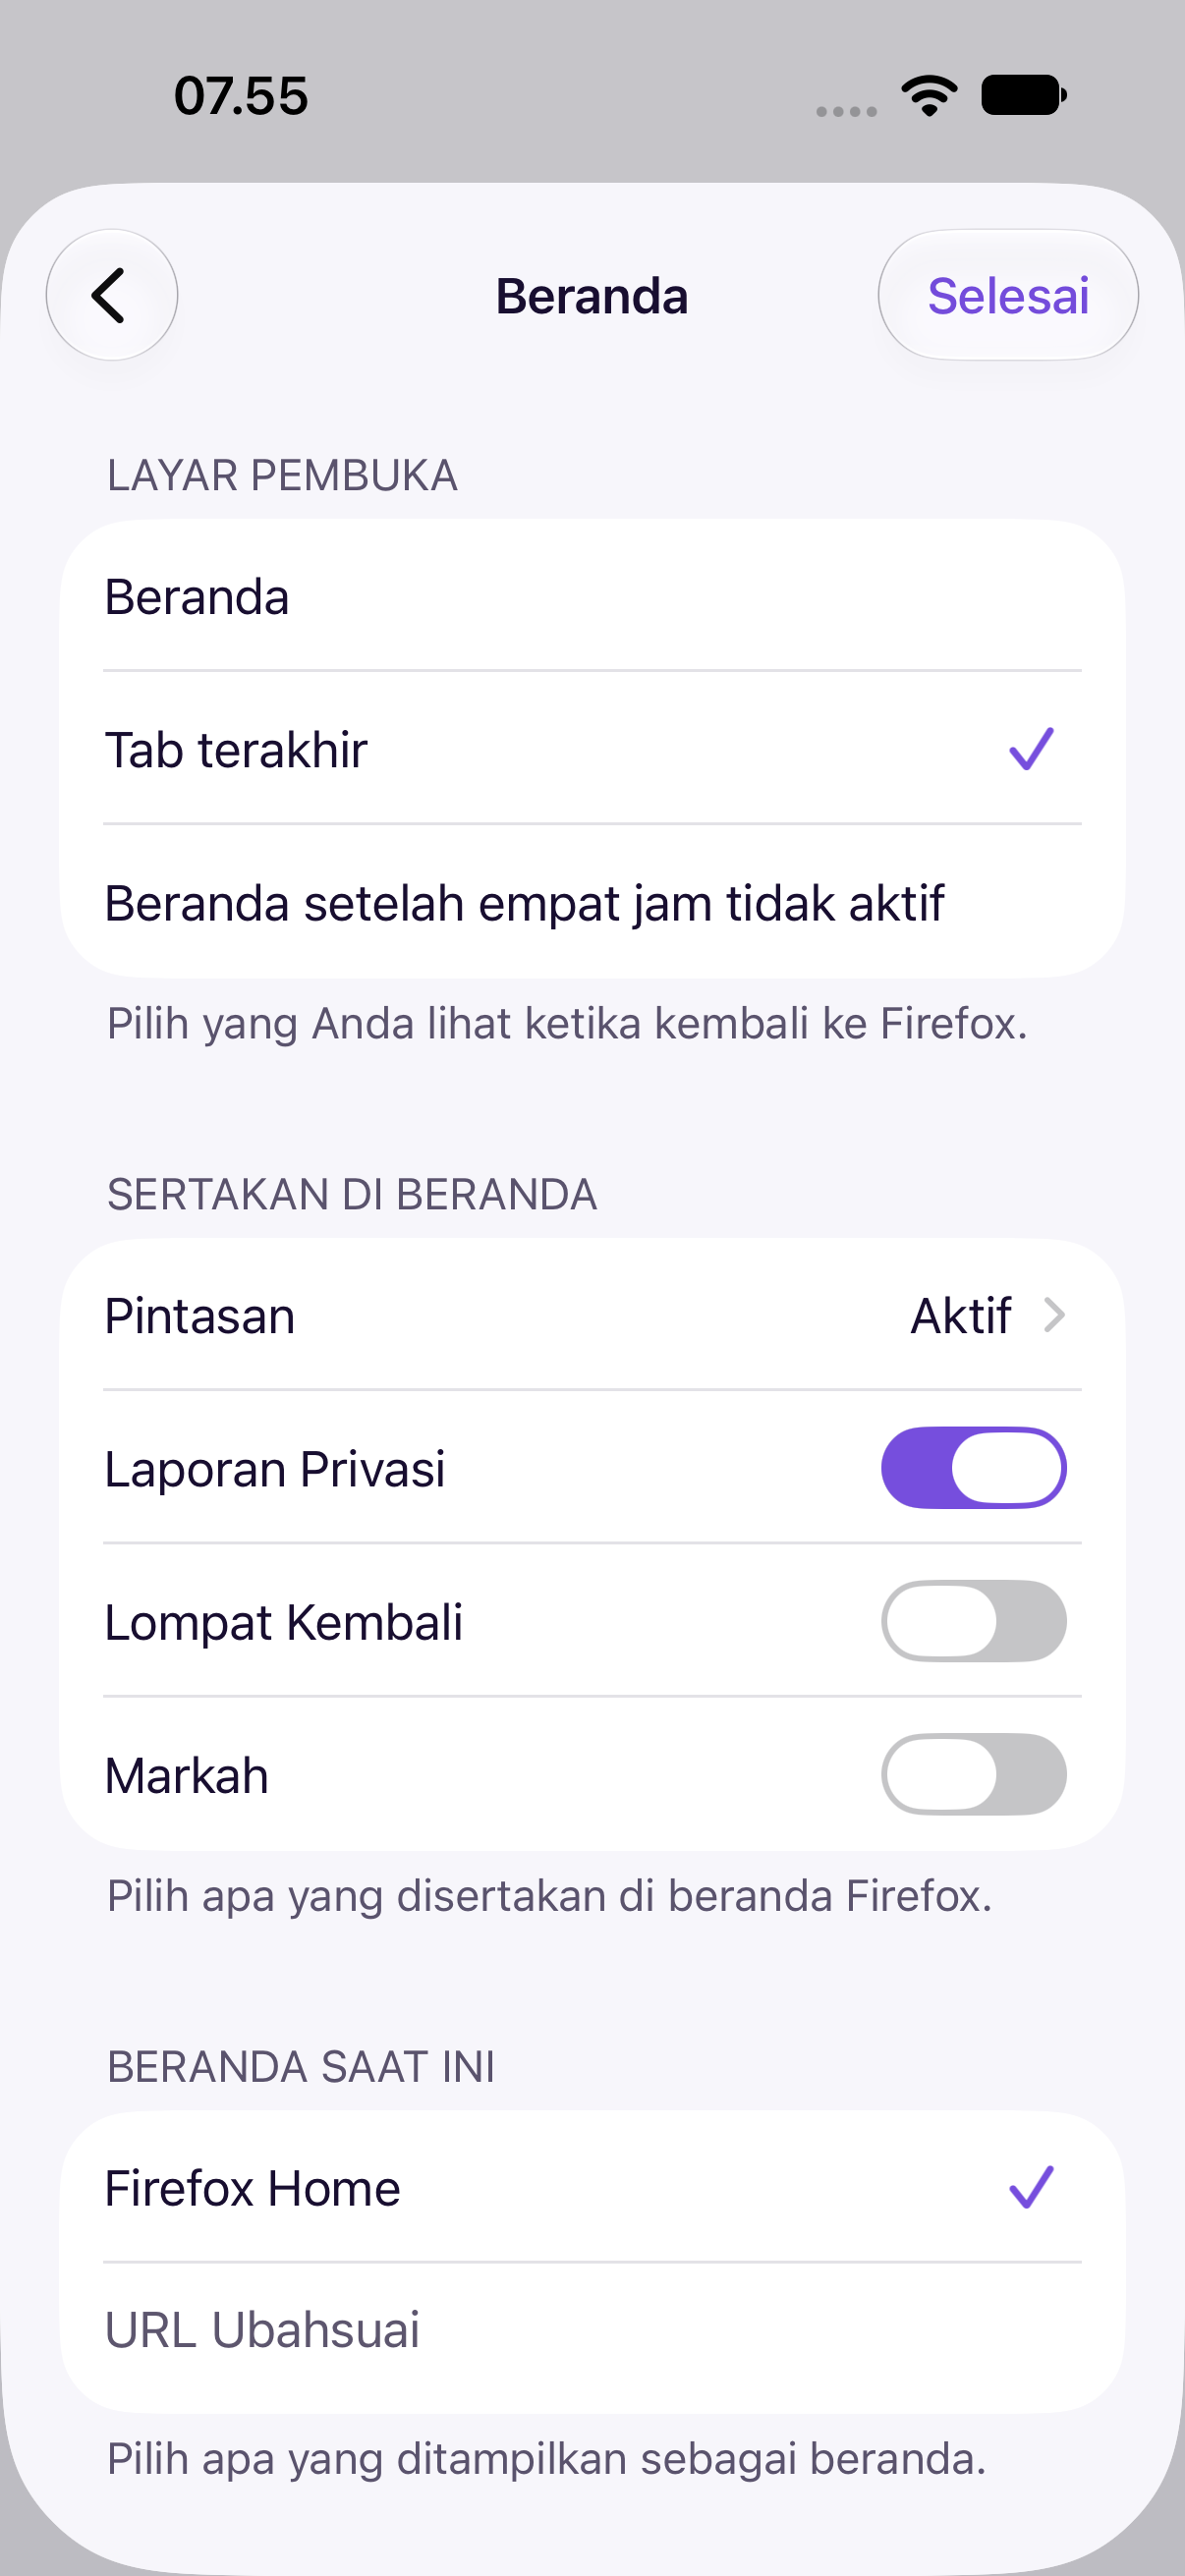 07.55
Beranda
Selesai
LAYAR PEMBUKA
Beranda
Tab terakhir
Beranda setelah empat jam tidak aktif
Pilih yang Anda lihat ketika kembali ke Firefox.
SERTAKAN DI BERANDA
Pintasan Aktif
Laporan Privasi
Lompat Kembali
Markah
Pilih apa yang disertakan di beranda Firefox.
BERANDA SAAT INI
Firefox Home
URL Ubahsuai
Pilih apa yang ditampilkan sebagai beranda.